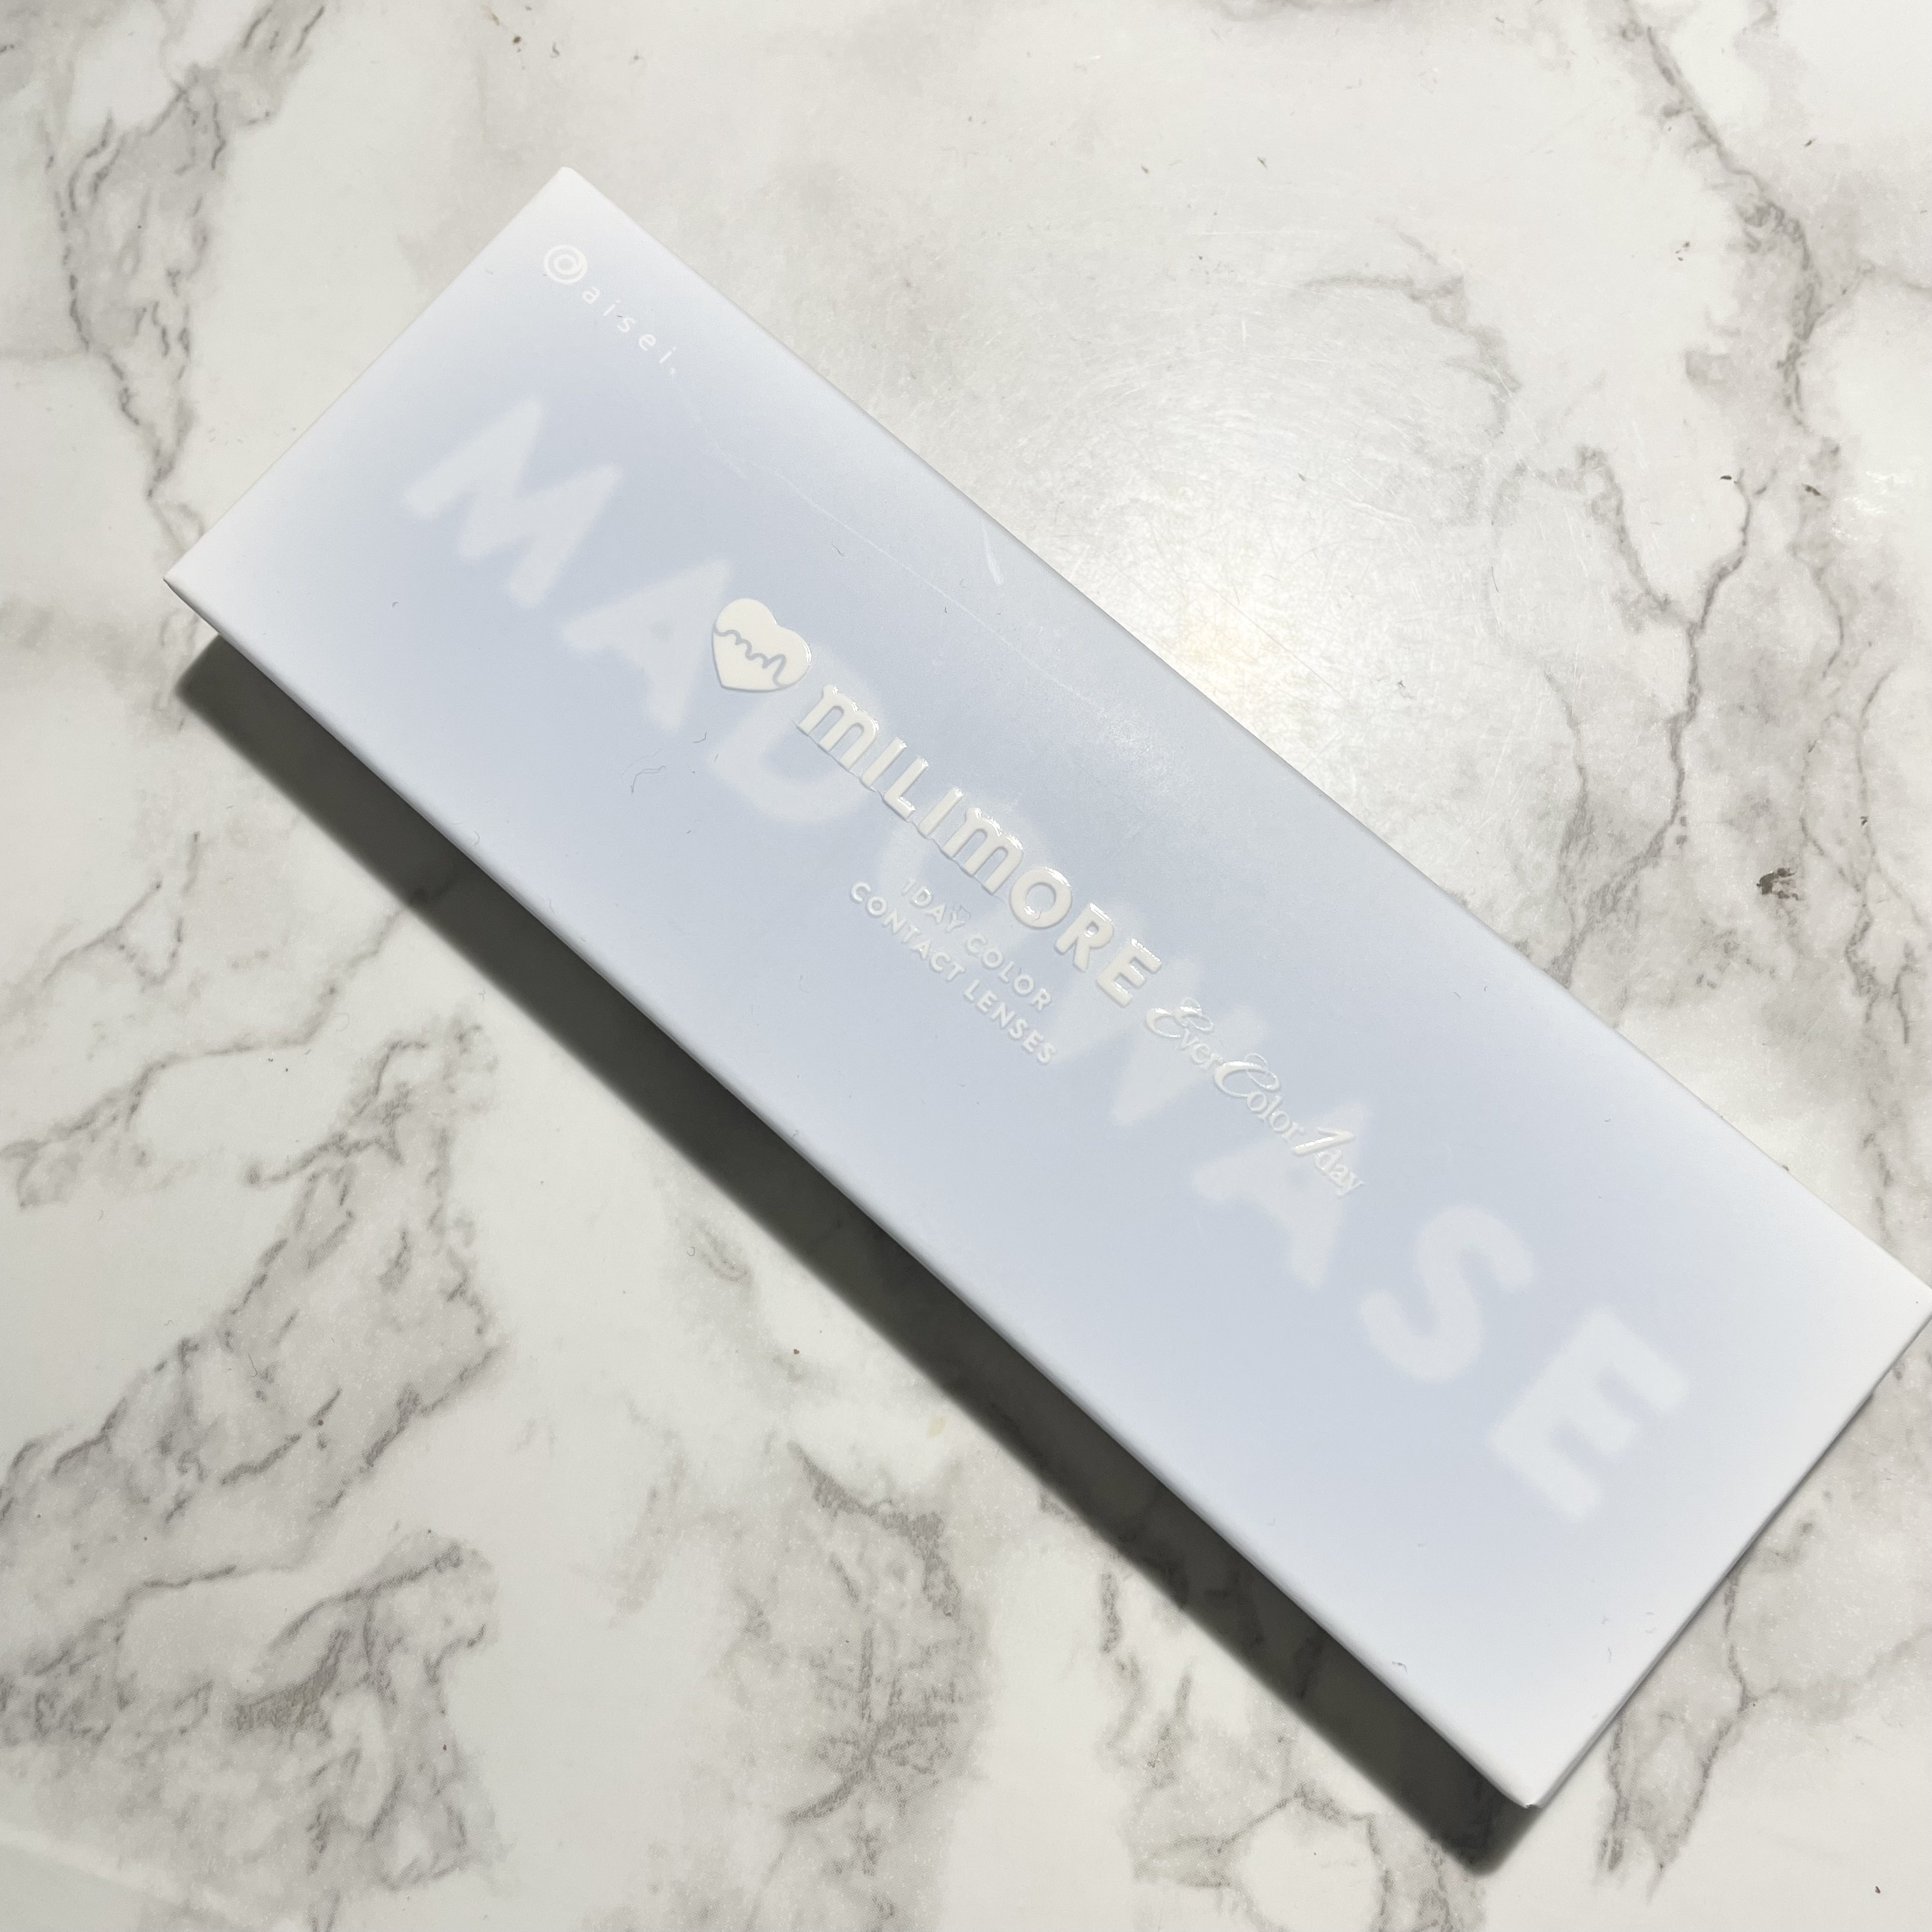 @aisei.
MADOWASE
MILIMORE EverColor1day
1DAY COLOR
CONTACT LENSES